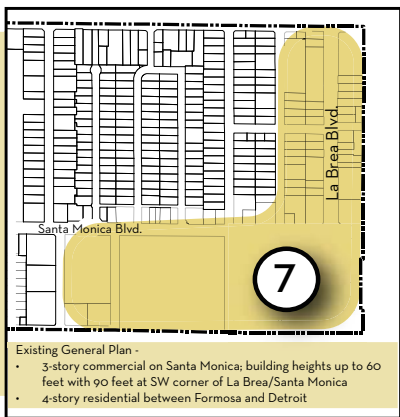 La Brea Blvd.
Santa Monica Blvd.
7
Existing General Plan -
• 3-story commercial on Santa Monica; building heights up to 60
feet with 90 feet at SW corner of La Brea/Santa Monica
• 4-story residential between Formosa and Detroit